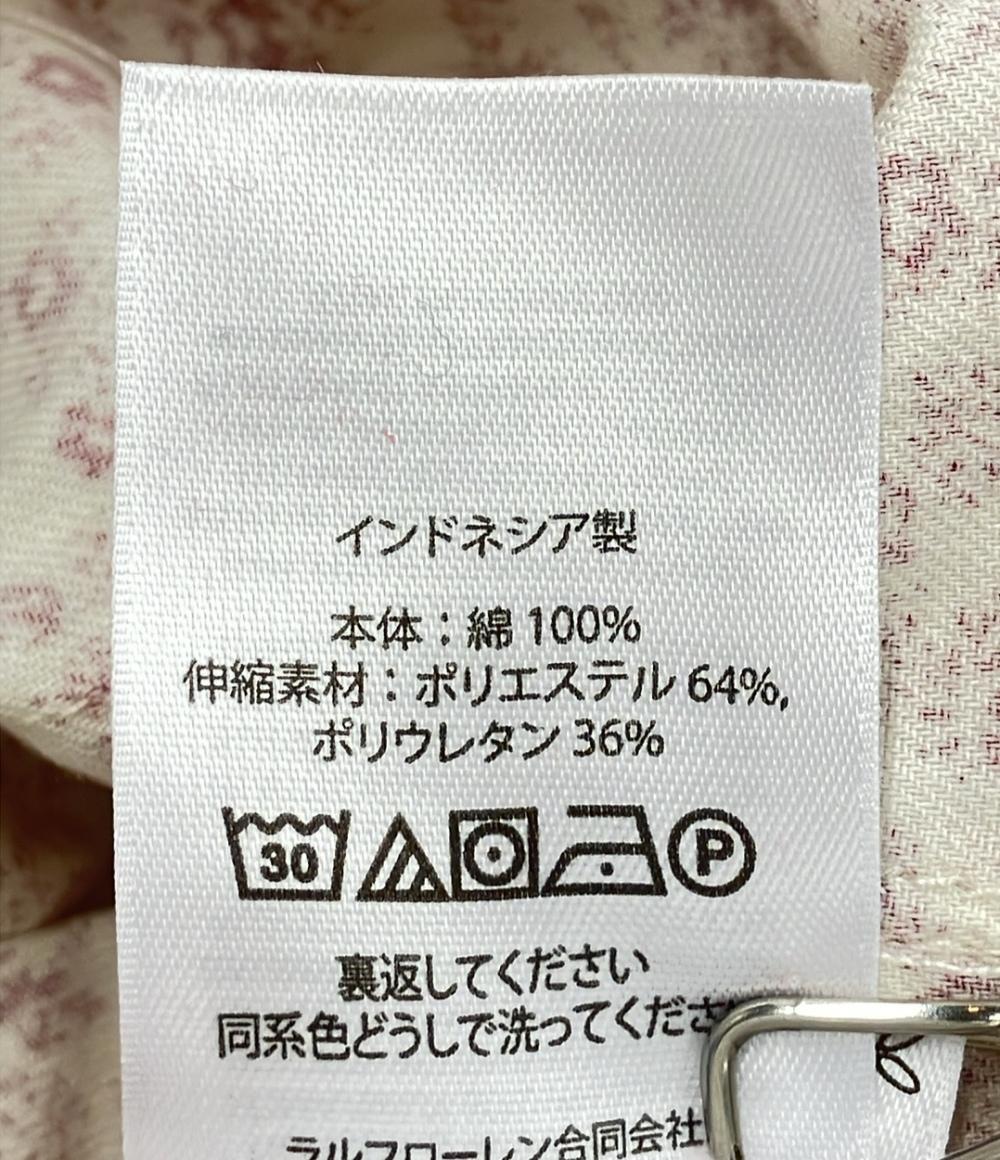 インドネシア製
本体：綿 100%
伸縮素材：ポリエステル 64%,
ポリウレタン 36%
30
P
裏返してください
同系色どうしで洗ってくださ
ラルフローレン合同会社